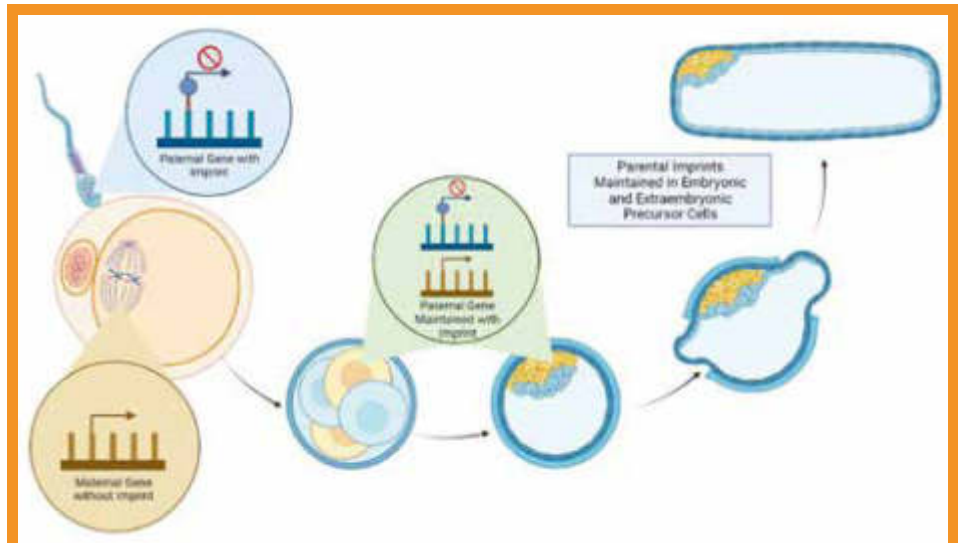 Paternal Gene with
Imprint
Parental Imprints
Maintained in Embryonic
and Extraembryonic
Precursor Cells
Paternal Gene
Maintained with
Imprint
Maternal Gene
without Imprint